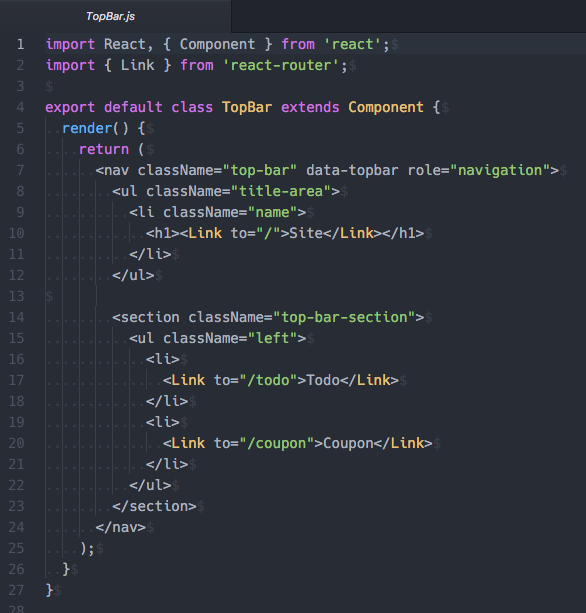 TopBar.js
1 import React, { Component } from 'react';
2 import { Link } from 'react-router';
3
4 export default class TopBar extends Component {
5   render() {
6     return (
7       <nav className="top-bar" data-topbar role="navigation">
8         <ul className="title-area">
9           <li className="name">
10             <h1><Link to="/">Site</Link></h1>
11           </li>
12         </ul>
13
14         <section className="top-bar-section">
15           <ul className="left">
16             <li>
17               <Link to="/todo">Todo</Link>
18             </li>
19             <li>
20               <Link to="/coupon">Coupon</Link>
21             </li>
22           </ul>
23         </section>
24       </nav>
25     );
26   }
27 }
28